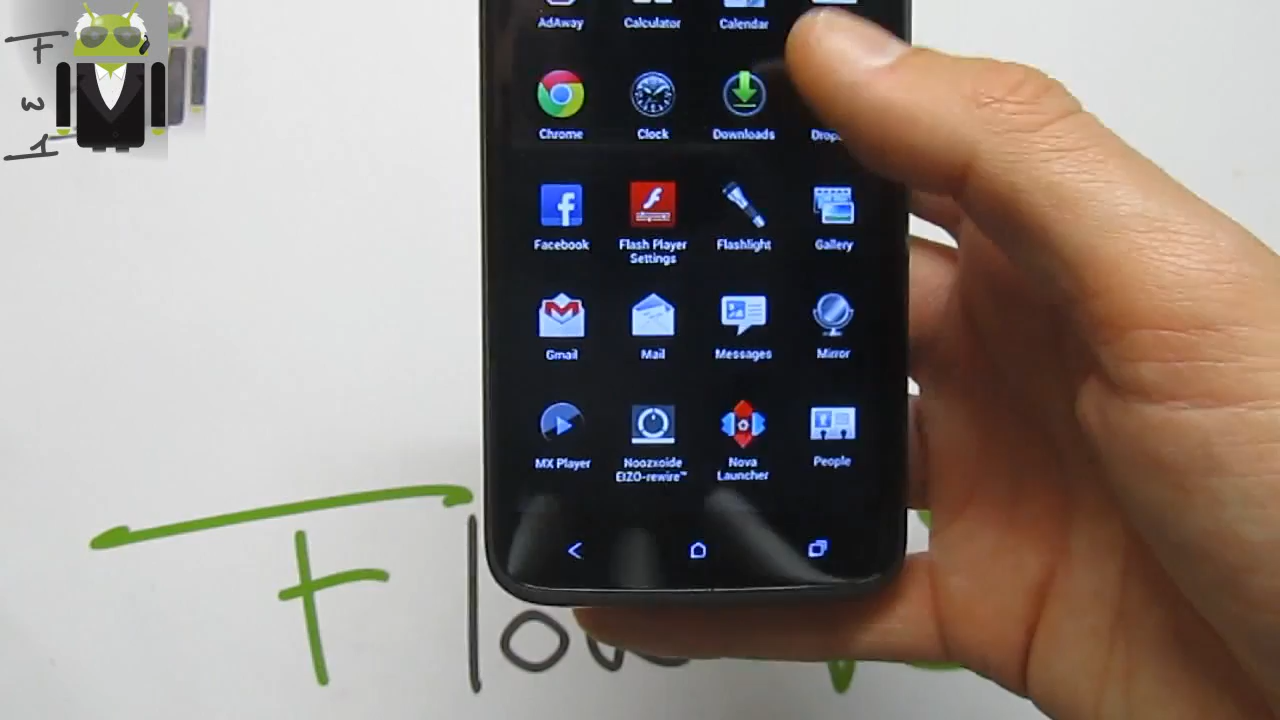 AdAway Calculator Calendar
F
Chrome Clock Downloads
Facebook Flash Player Settings Flashlight Gallery
Gmail Mail Messages Mirror
MX Player Noozxoide EIZO-rewire™ Nova Launcher People